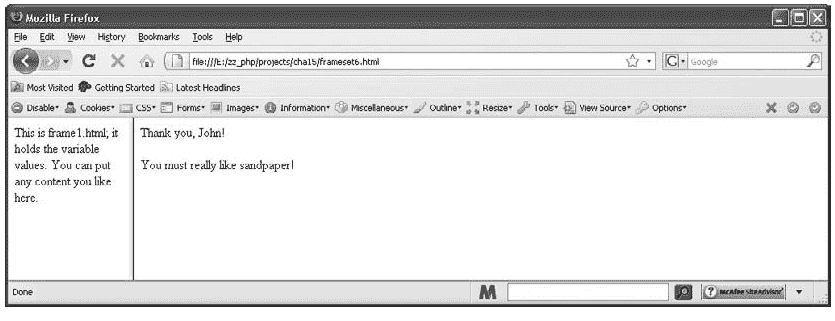 Mozilla Firefox
File Edit View History Bookmarks Tools Help
file:///E:/zz_php/projects/cha15/frameset6.html
G Google
Most Visited Getting Started Latest Headlines
Disable Cookies CSS Forms Images Information Miscellaneous Outline Resize Tools View Source Options
This is frame1.html; it
holds the variable
values. You can put
any content you like
here.
Thank you, John!
You must really like sandpaper!
Done
M
McAfee SiteAdvisor